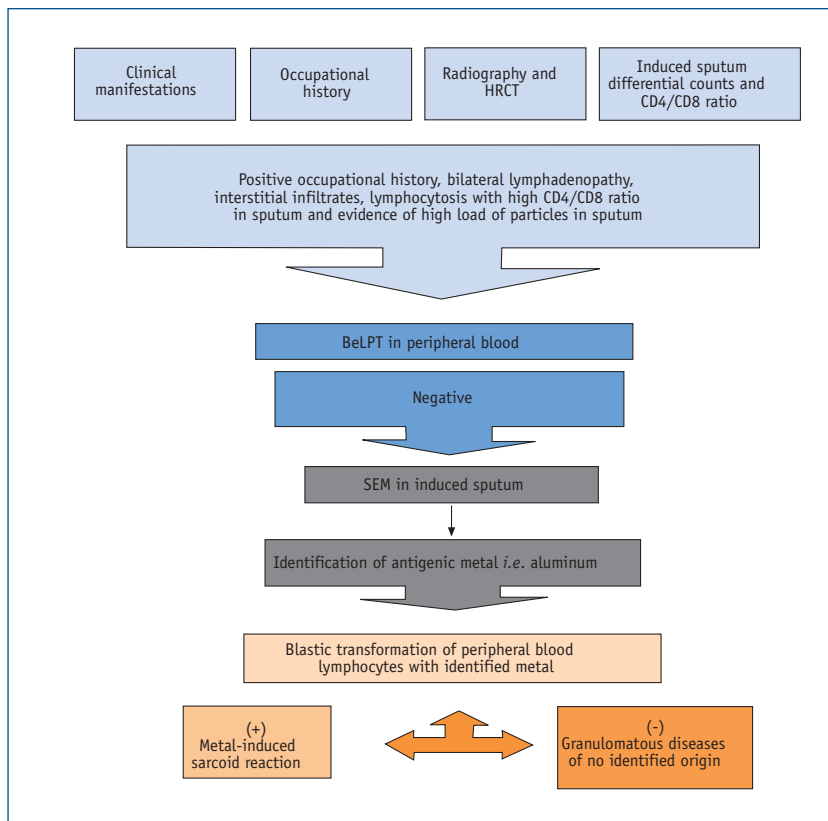 Clinical
manifestations
Occupational
history
Radiography and
HRCT
Induced sputum
differential counts and
CD4/CD8 ratio
Positive occupational history, bilateral lymphadenopathy,
interstitial infiltrates, lymphocytosis with high CD4/CD8 ratio
in sputum and evidence of high load of particles in sputum
BeLPT in peripheral blood
Negative
SEM in induced sputum
Identification of antigenic metal i.e. aluminum
Blastic transformation of peripheral blood
lymphocytes with identified metal
(+)
Metal-induced
sarcoid reaction
(-)
Granulomatous diseases
of no identified origin